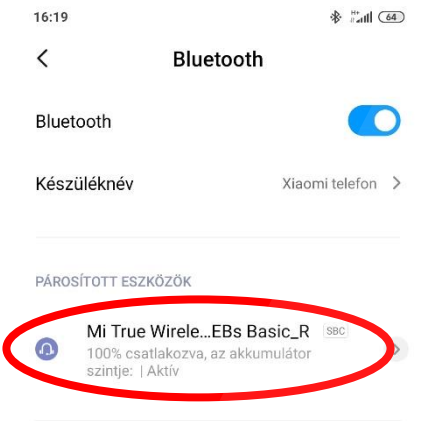 16:19
H+
64
Bluetooth
Bluetooth
Készüléknév Xiaomi telefon
PÁROSÍTOTT ESZKÖZÖK
Mi True Wirele...EBs Basic_R SBC
100% csatlakozva, az akkumulátor
szintje: | Aktív